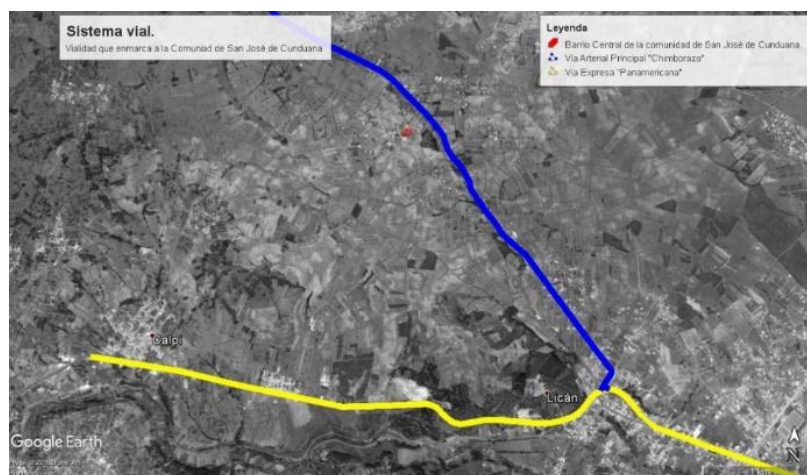 Sistema vial.
Vialidad que enmarca a la Comunidad de San José de Cunduana
Leyenda
Barrio Central de la comunidad de San José de Cunduana.
Vía Arterial Principal "Chimborazo"
Vía Expresa "Panamericana"
Calpi
Licán
Google Earth
N